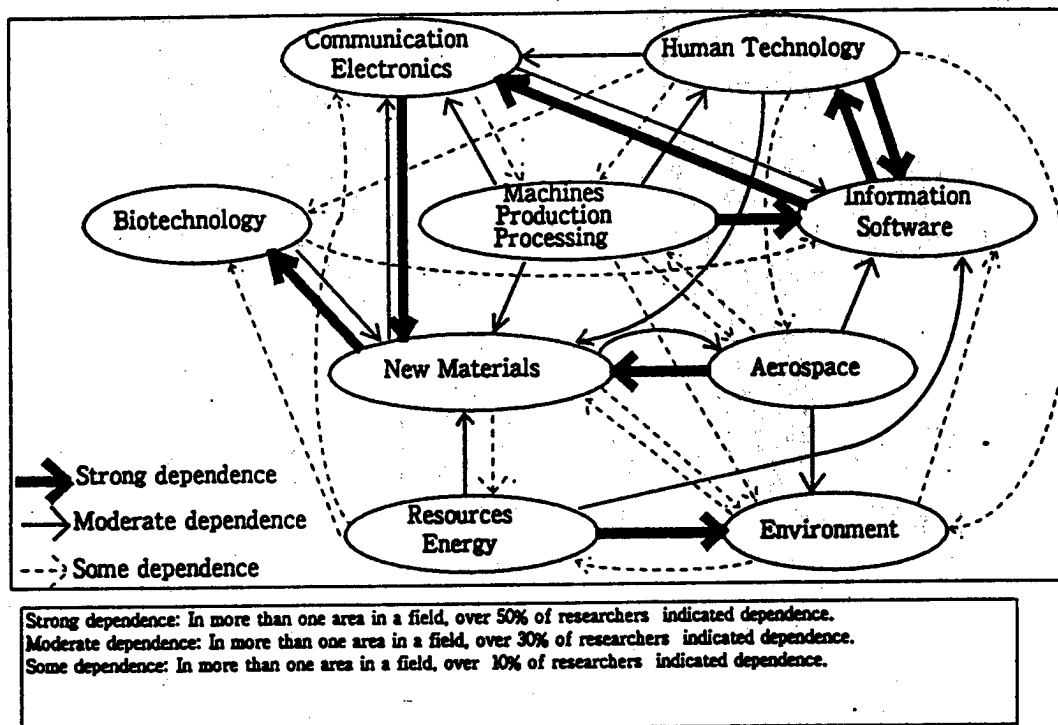 Communication
Electronics
Human Technology
Biotechnology
Machines
Production
Processing
Information
Software
New Materials
Aerospace
Resources
Energy
Environment
Strong dependence
Moderate dependence
Some dependence
Strong dependence: In more than one area in a field, over 50% of researchers indicated dependence.
Moderate dependence: In more than one area in a field, over 30% of researchers indicated dependence.
Some dependence: In more than one area in a field, over 10% of researchers indicated dependence.